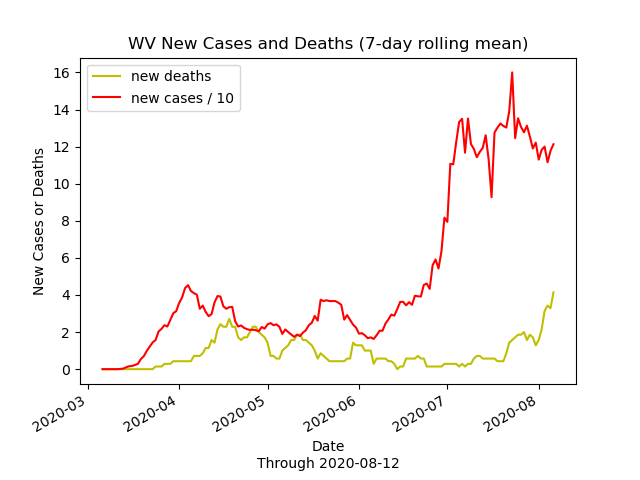 WV New Cases and Deaths (7-day rolling mean)
new deaths
new cases / 10
16
14
12
10
8
6
4
2
0
New Cases or Deaths
2020-03
2020-04
2020-05
2020-06
2020-07
2020-08
Date
Through 2020-08-12